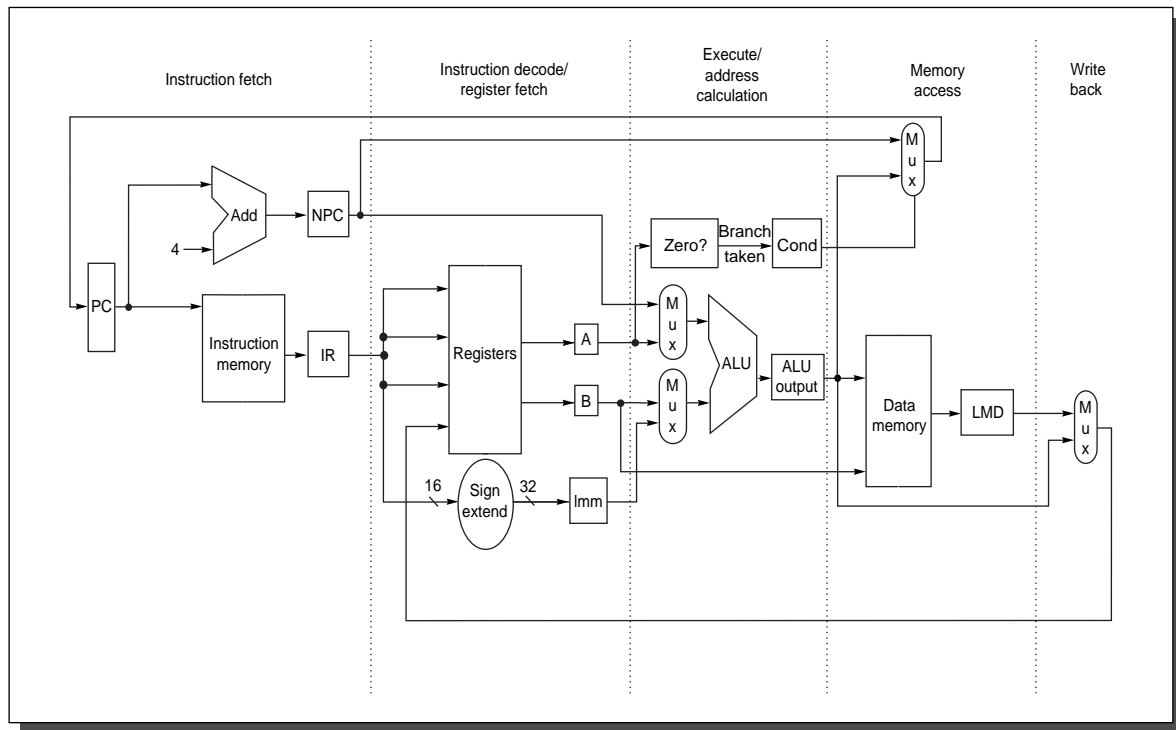 Instruction fetch
Instruction decode/
register fetch
Execute/
address
calculation
Memory
access
Write
back
M
u
x
Add
NPC
4
Zero?
Branch
taken
Cond
PC
Instruction
memory
IR
Registers
A
B
M
u
x
M
u
x
ALU
ALU
output
Data
memory
LMD
M
u
x
16
Sign
extend
32
Imm